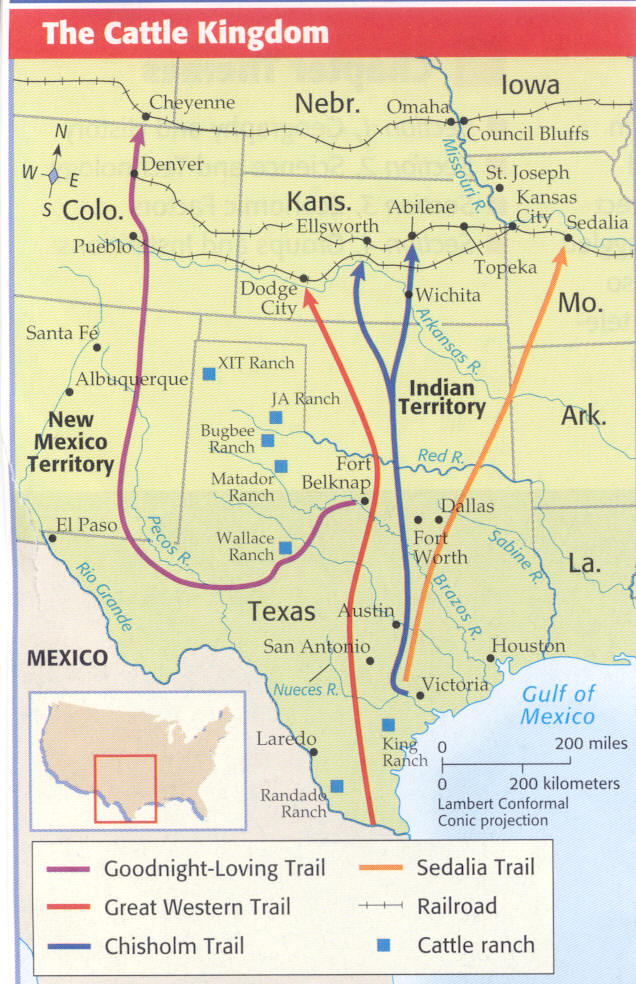 The Cattle Kingdom
Iowa
Nebr.
Cheyenne
Omaha
Council Bluffs
N
W
E
S
Missouri R.
Denver
St. Joseph
Colo.
Kans.
Abilene
Kansas
City
Ellsworth
Sedalia
Pueblo
Topeka
Dodge
City
Wichita
Mo.
Arkansas R.
Santa Fé
XIT Ranch
Albuquerque
JA Ranch
Indian
Territory
Ark.
New
Mexico
Territory
Bugbee
Ranch
Red R.
Matador
Ranch
Fort
Belknap
Dallas
El Paso
Pecos R.
Wallace
Ranch
Fort
Worth
Sabine R.
La.
Rio Grande
Brazos R.
Texas
Austin
San Antonio
Houston
MEXICO
Nueces R.
Victoria
Gulf of
Mexico
Laredo
King
Ranch
0
200 miles
0
200 kilometers
Randado
Ranch
Lambert Conformal
Conic projection
Goodnight-Loving Trail
Sedalia Trail
Great Western Trail
Railroad
Chisholm Trail
Cattle ranch